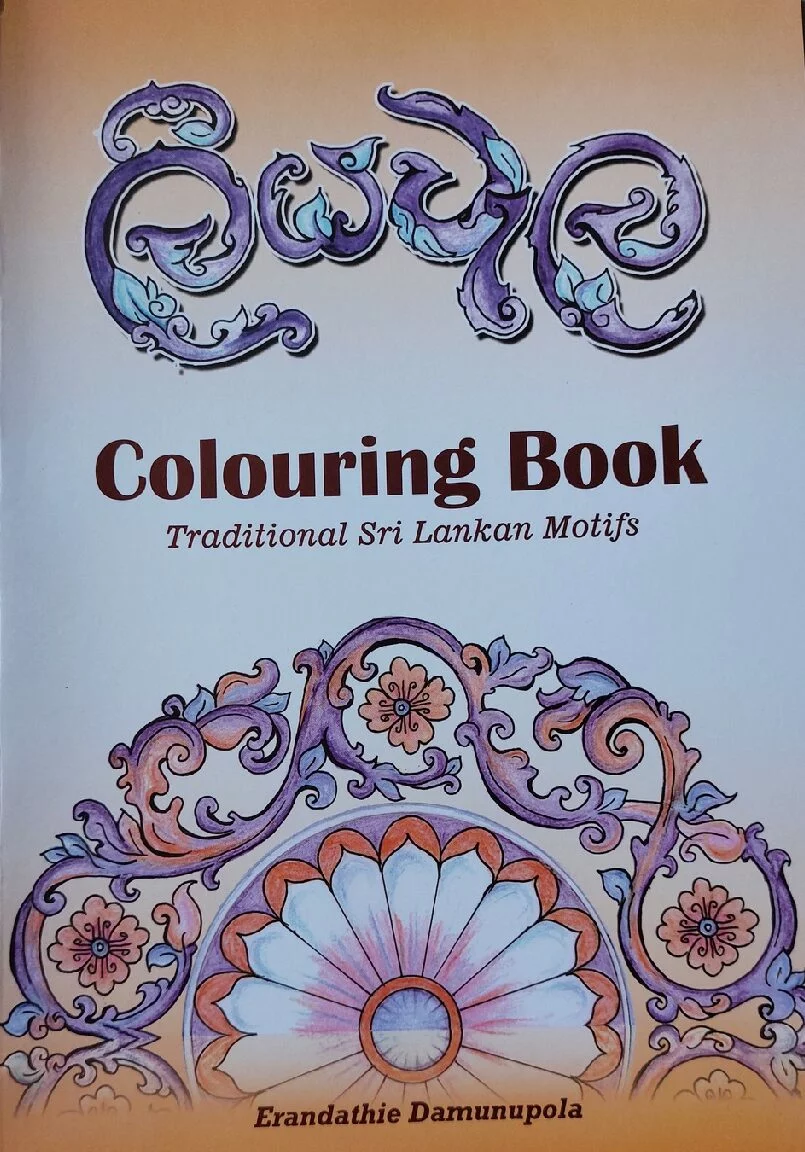 ලියවැල
Colouring Book
Traditional Sri Lankan Motifs
Erandathie Damunupola